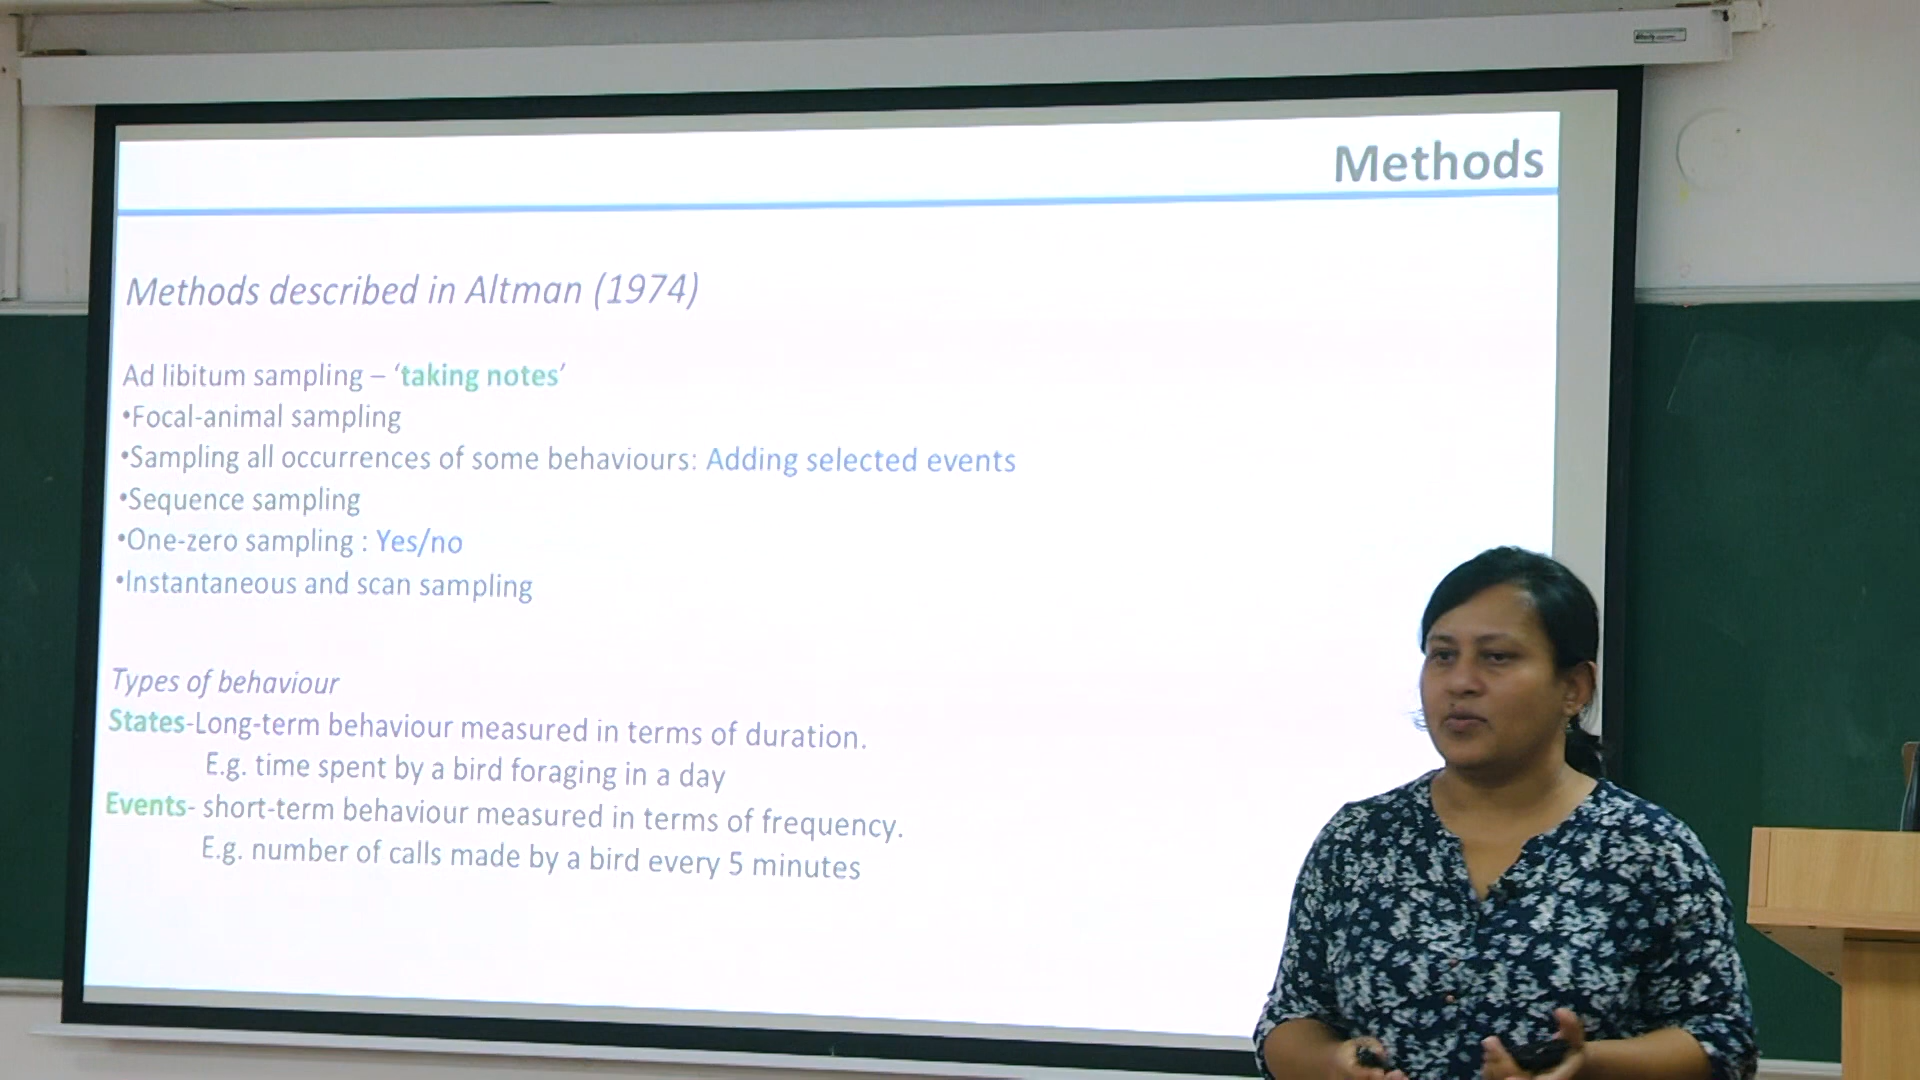 Methods
Methods described in Altman (1974)
Ad libitum sampling – ‘taking notes’
•Focal-animal sampling
•Sampling all occurrences of some behaviours: Adding selected events
•Sequence sampling
•One-zero sampling : Yes/no
•Instantaneous and scan sampling
Types of behaviour
States-Long-term behaviour measured in terms of duration.
E.g. time spent by a bird foraging in a day
Events- short-term behaviour measured in terms of frequency.
E.g. number of calls made by a bird every 5 minutes